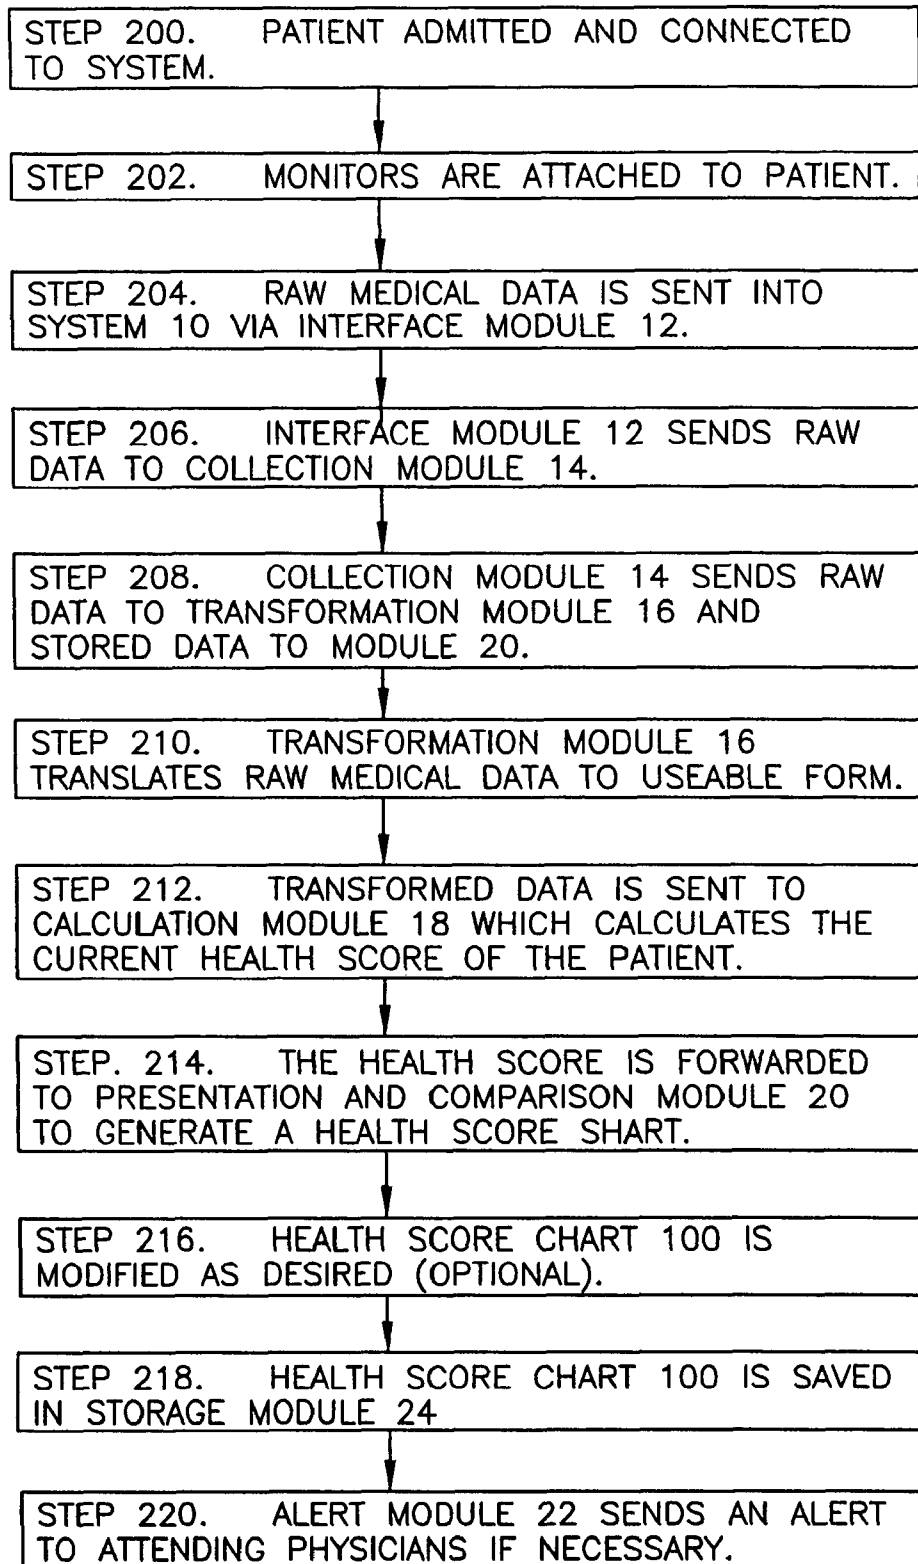 STEP 200. PATIENT ADMITTED AND CONNECTED
TO SYSTEM.
STEP 202. MONITORS ARE ATTACHED TO PATIENT.
STEP 204. RAW MEDICAL DATA IS SENT INTO
SYSTEM 10 VIA INTERFACE MODULE 12.
STEP 206. INTERFACE MODULE 12 SENDS RAW
DATA TO COLLECTION MODULE 14.
STEP 208. COLLECTION MODULE 14 SENDS RAW
DATA TO TRANSFORMATION MODULE 16 AND
STORED DATA TO MODULE 20.
STEP 210. TRANSFORMATION MODULE 16
TRANSLATES RAW MEDICAL DATA TO USEABLE FORM.
STEP 212. TRANSFORMED DATA IS SENT TO
CALCULATION MODULE 18 WHICH CALCULATES THE
CURRENT HEALTH SCORE OF THE PATIENT.
STEP. 214. THE HEALTH SCORE IS FORWARDED
TO PRESENTATION AND COMPARISON MODULE 20
TO GENERATE A HEALTH SCORE SHART.
STEP 216. HEALTH SCORE CHART 100 IS
MODIFIED AS DESIRED (OPTIONAL).
STEP 218. HEALTH SCORE CHART 100 IS SAVED
IN STORAGE MODULE 24
STEP 220. ALERT MODULE 22 SENDS AN ALERT
TO ATTENDING PHYSICIANS IF NECESSARY.